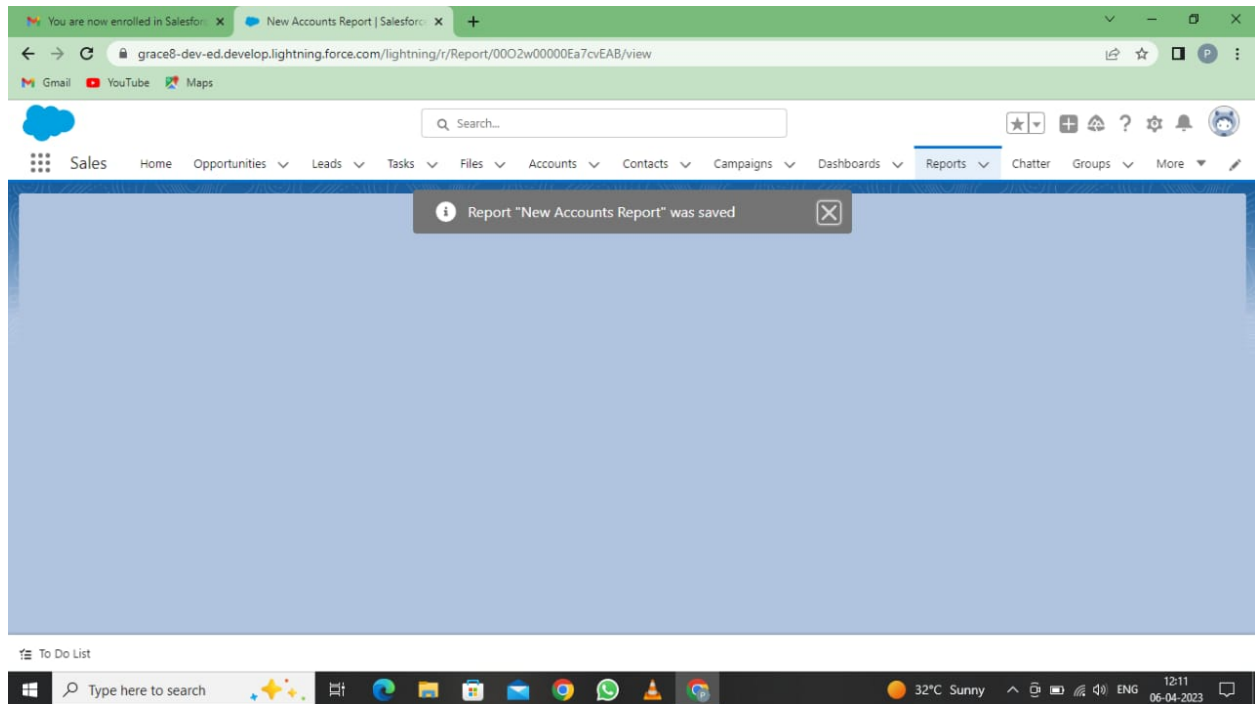 You are now enrolled in Salesfor
New Accounts Report | Salesforc
grace8-dev-ed.develop.lightning.force.com/lightning/r/Report/00O2w00000Ea7cvEAB/view
P
Gmail YouTube Maps
Search...
Sales Home Opportunities Leads Tasks Files Accounts Contacts Campaigns Dashboards Reports Chatter Groups More
Report "New Accounts Report" was saved
To Do List
Type here to search
32°C Sunny
ENG
12:11
06-04-2023